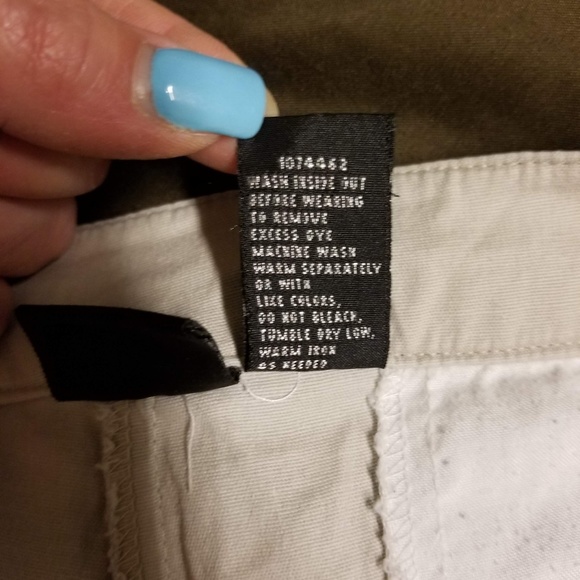 1074462
WASH INSIDE OUT
BEFORE WEARING
TO REMOVE
EXCESS DYE
MACHINE WASH
WARM SEPARATELY
OR WITH
LIKE COLORS,
DO NOT BLEACH,
TUMBLE DRY LOW,
WARM IRON
AS NEEDED